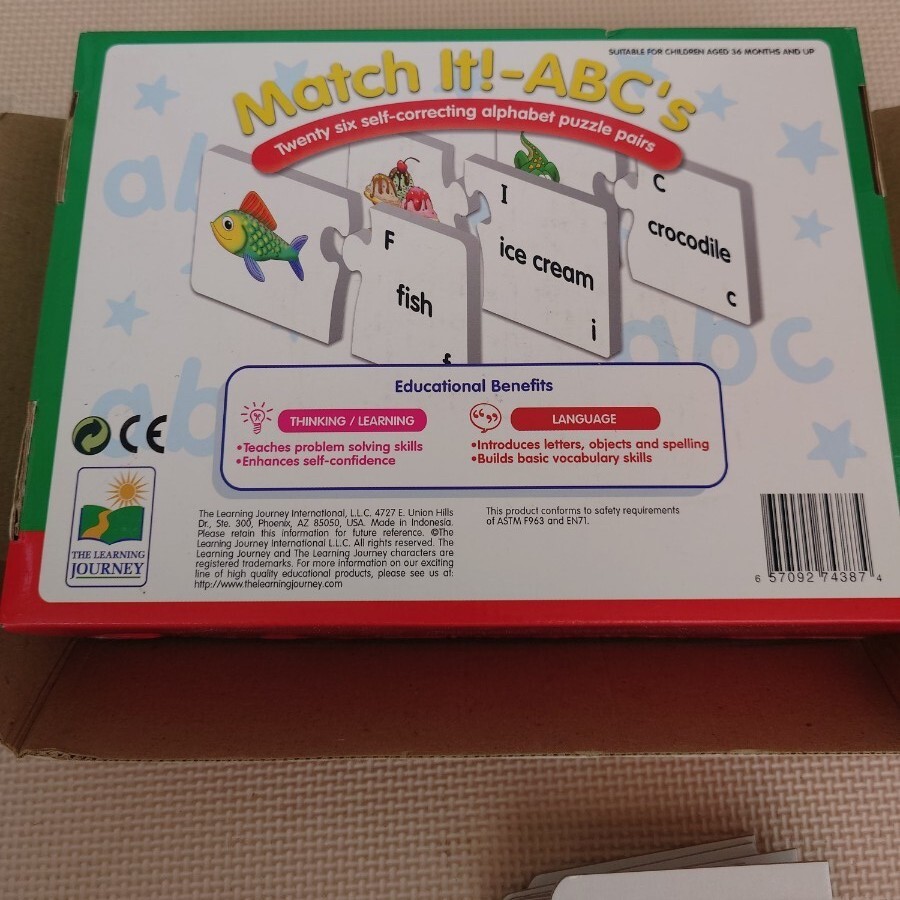 SUITABLE FOR CHILDREN AGED 36 MONTHS AND UP
Match It!-ABC's
Twenty six self-correcting alphabet puzzle pairs
F
fish
f
I
ice cream
i
C
crocodile
c
abc
Educational Benefits
THINKING / LEARNING
•Teaches problem solving skills
•Enhances self-confidence
LANGUAGE
•Introduces letters, objects and spelling
•Builds basic vocabulary skills
CE
THE LEARNING
JOURNEY
The Learning Journey International, L.L.C. 4727 E. Union Hills
Dr., Ste. 300, Phoenix, AZ 85050, USA. Made in Indonesia.
Please retain this information for future reference. ©The
Learning Journey International L.L.C. All rights reserved. The
Learning Journey and The Learning Journey characters are
registered trademarks. For more information on our exciting
line of high quality educational products, please see us at:
http://www.thelearningjourney.com
This product conforms to safety requirements
of ASTM F963 and EN71.
6 57092 74387 4